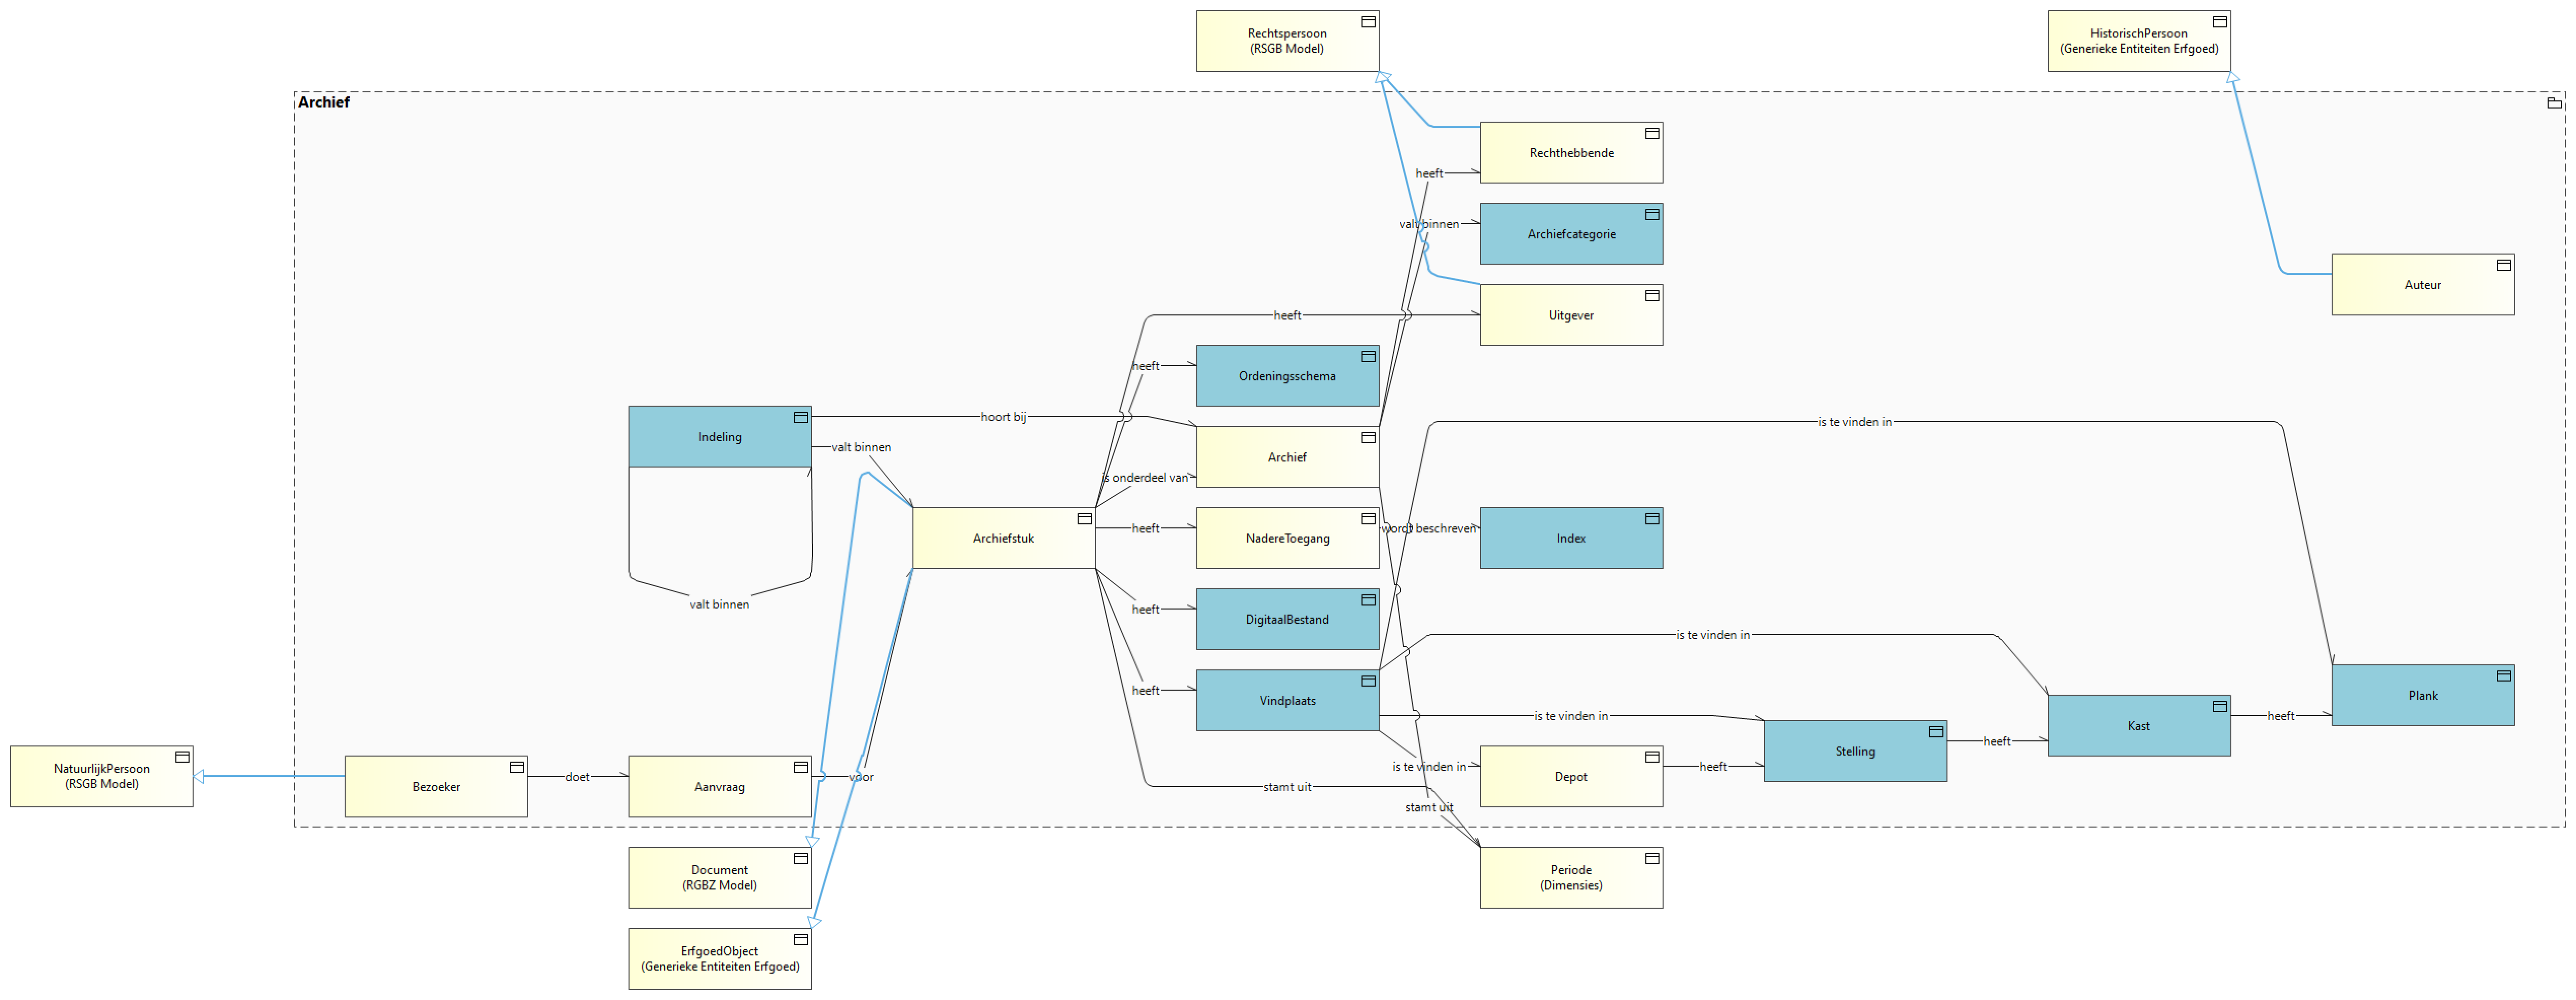 Rechtspersoon
(RSGB Model)
HistorischPersoon
(Generieke Entiteiten Erfgoed)
Archief
Rechthebbende
heeft
valt binnen
Archiefcategorie
Auteur
Uitgever
heeft
heeft
Ordeningsschema
Indeling
hoort bij
is te vinden in
valt binnen
Archief
is onderdeel van
Archiefstuk
heeft
NadereToegang
wordt beschreven
Index
valt binnen
heeft
DigitaalBestand
is te vinden in
heeft
Vindplaats
is te vinden in
Stelling
heeft
Kast
heeft
Plank
NatuurlijkPersoon
(RSGB Model)
Bezoeker
doet
Aanvraag
voor
is te vinden in
Depot
heeft
stamt uit
stamt uit
Document
(RGBZ Model)
Periode
(Dimensies)
ErfgoedObject
(Generieke Entiteiten Erfgoed)